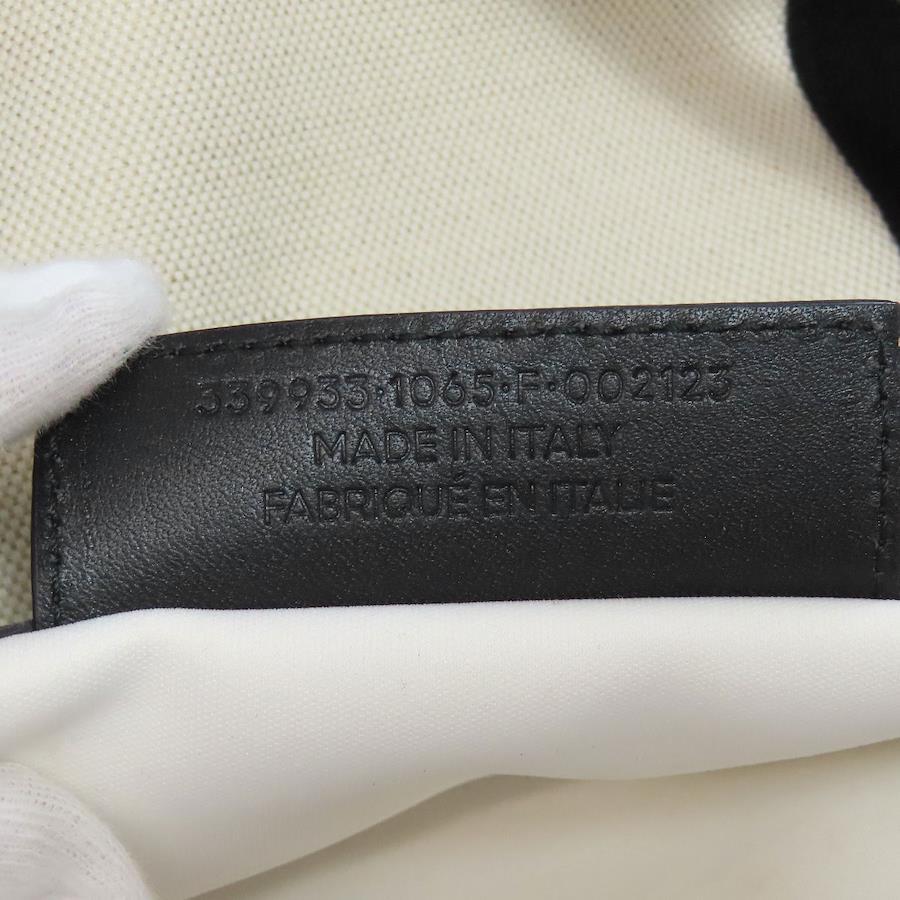 339933·1065·F·002123
MADE IN ITALY
FABRIQUÉ EN ITALIE